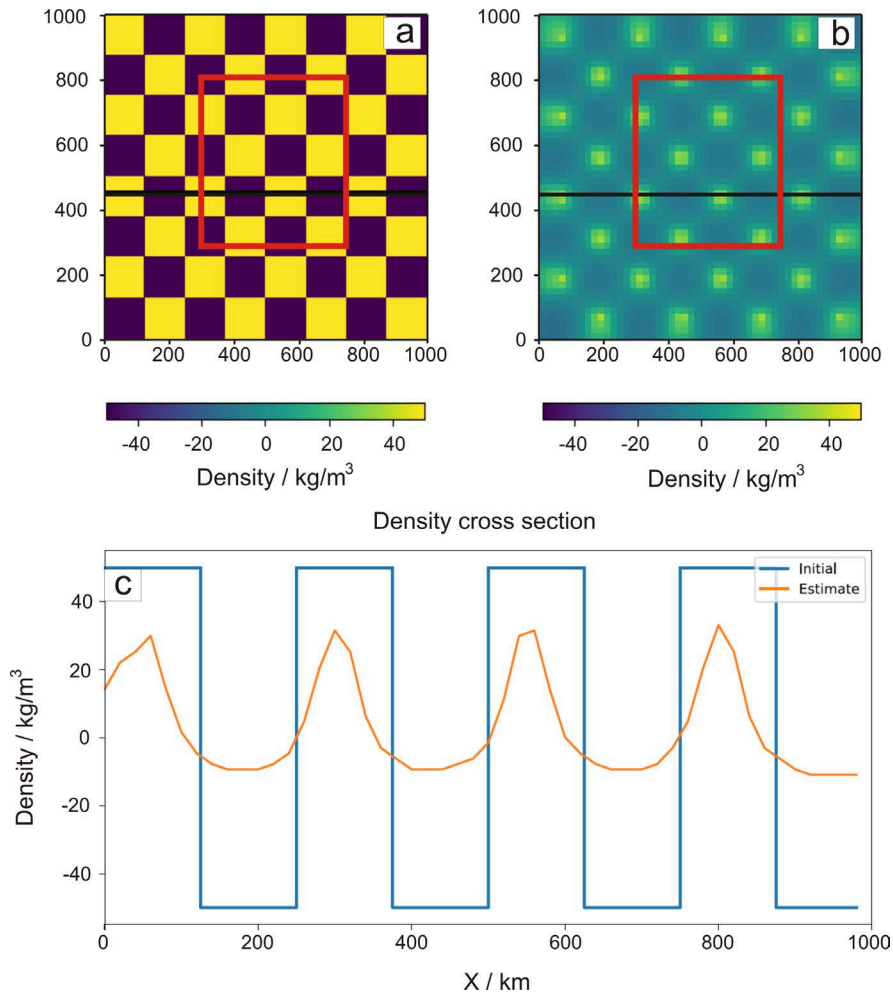 1000
800
600
400
200
0
0 200 400 600 800 1000
a
1000
800
600
400
200
0
0 200 400 600 800 1000
b
-40 -20 0 20 40
Density / kg/m³
-40 -20 0 20 40
Density / kg/m³
Density cross section
c
Initial
Estimate
40
20
0
-20
-40
Density / kg/m³
0 200 400 600 800 1000
X / km